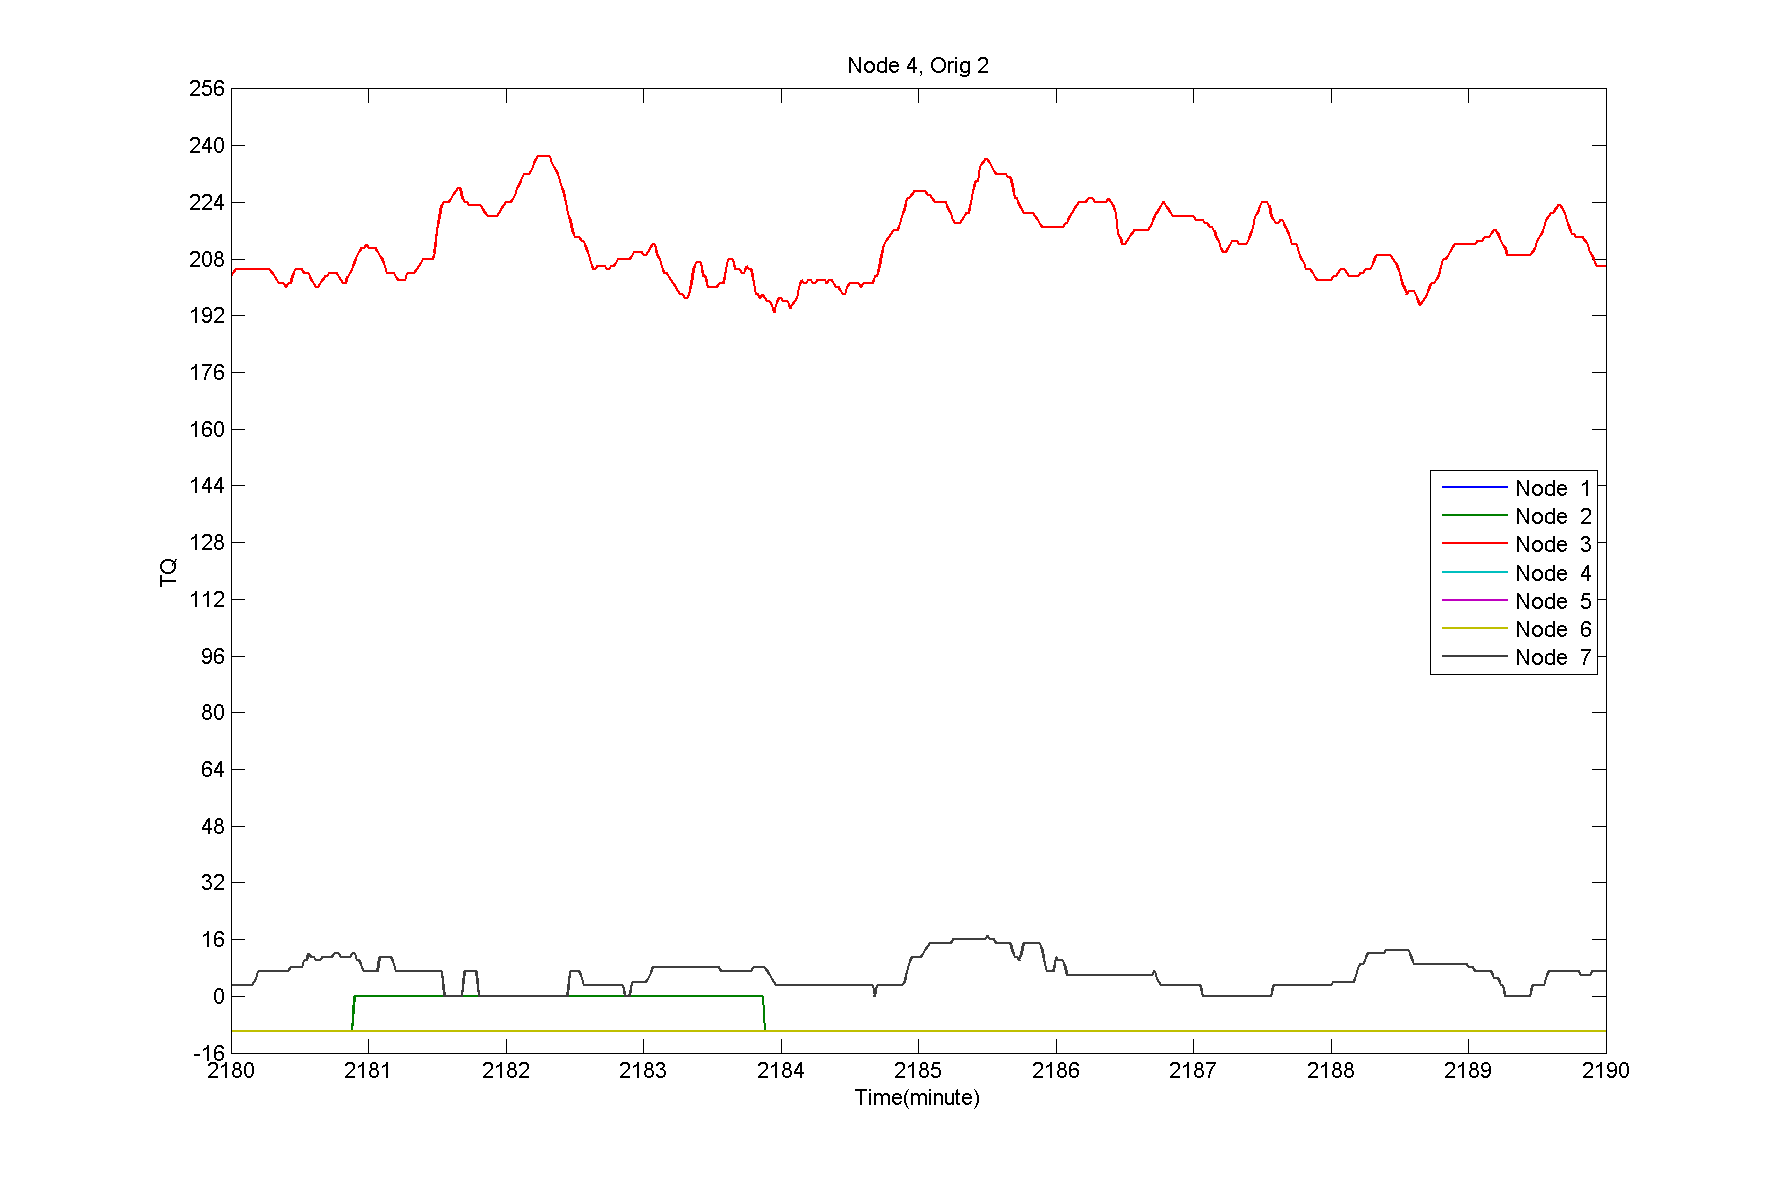 Node 4, Orig 2
256
240
224
208
192
176
160
144
128
112
96
80
64
48
32
16
0
-16
TQ
Node 1
Node 2
Node 3
Node 4
Node 5
Node 6
Node 7
2180 2181 2182 2183 2184 2185 2186 2187 2188 2189 2190
Time(minute)